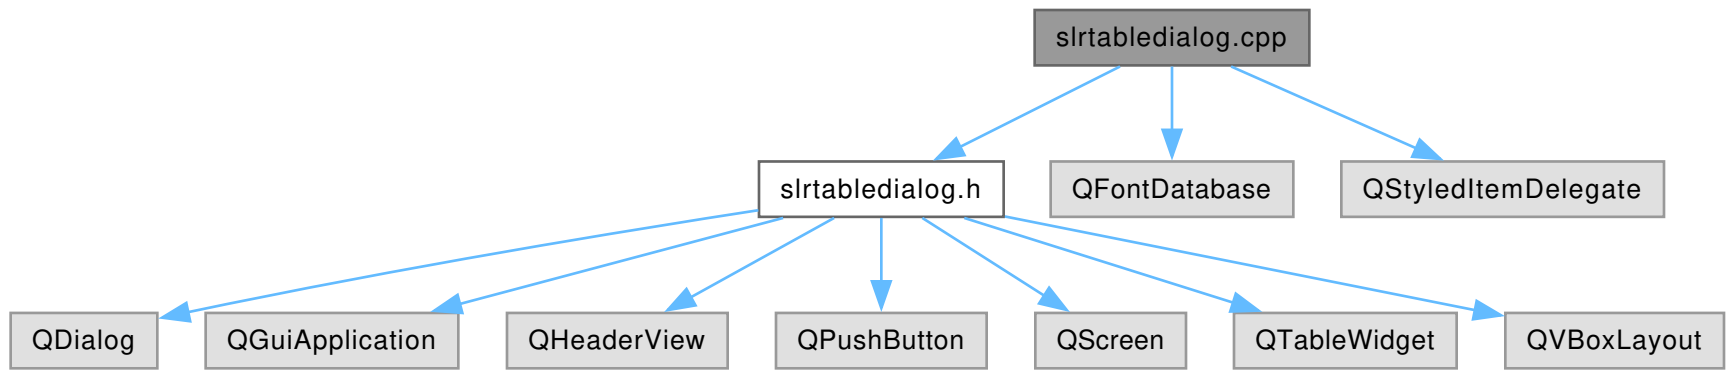 slrtabledialog.cpp
slrtabledialog.h
QFontDatabase
QStyledItemDelegate
QDialog
QGuiApplication
QHeaderView
QPushButton
QScreen
QTableWidget
QVBoxLayout